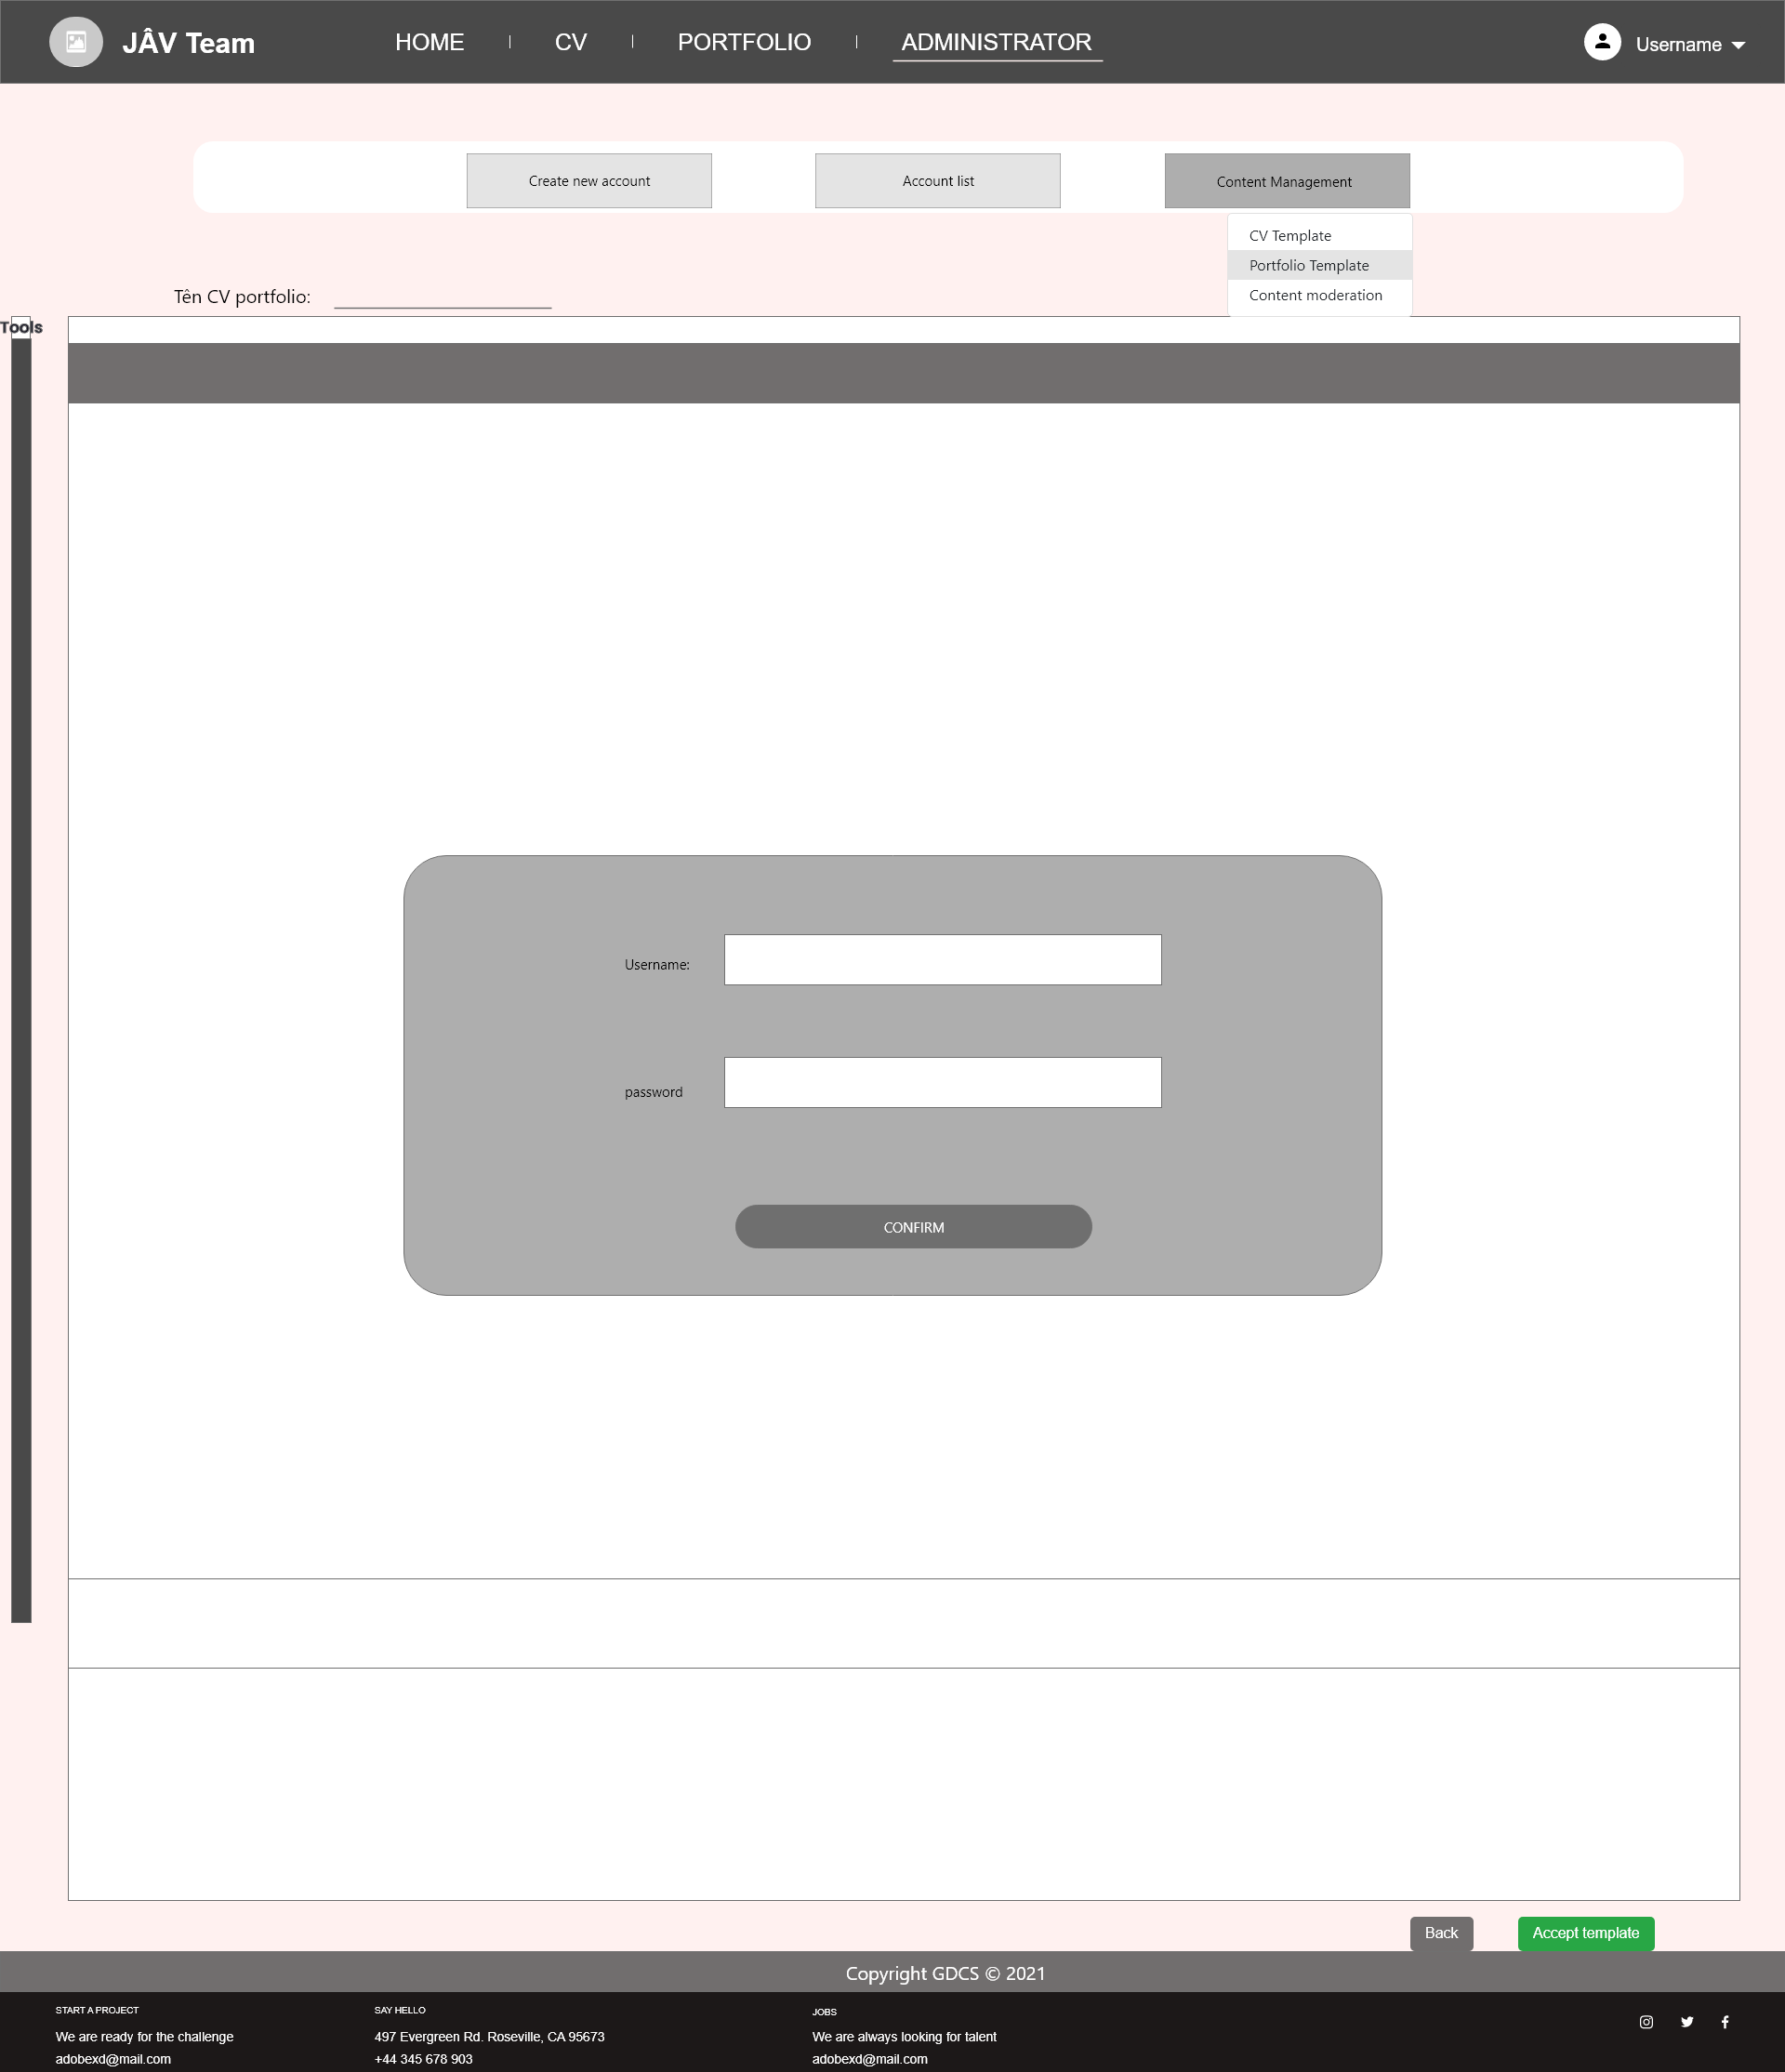 JÂV Team
HOME
CV
PORTFOLIO
ADMINISTRATOR
Username
Create new account
Account list
Content Management
CV Template
Portfolio Template
Content moderation
Tên CV portfolio:
Tools
Username:
password
CONFIRM
Back
Accept template
Copyright GDCS © 2021
START A PROJECT
We are ready for the challenge
adobexd@mail.com
SAY HELLO
497 Evergreen Rd. Roseville, CA 95673
+44 345 678 903
JOBS
We are always looking for talent
adobexd@mail.com